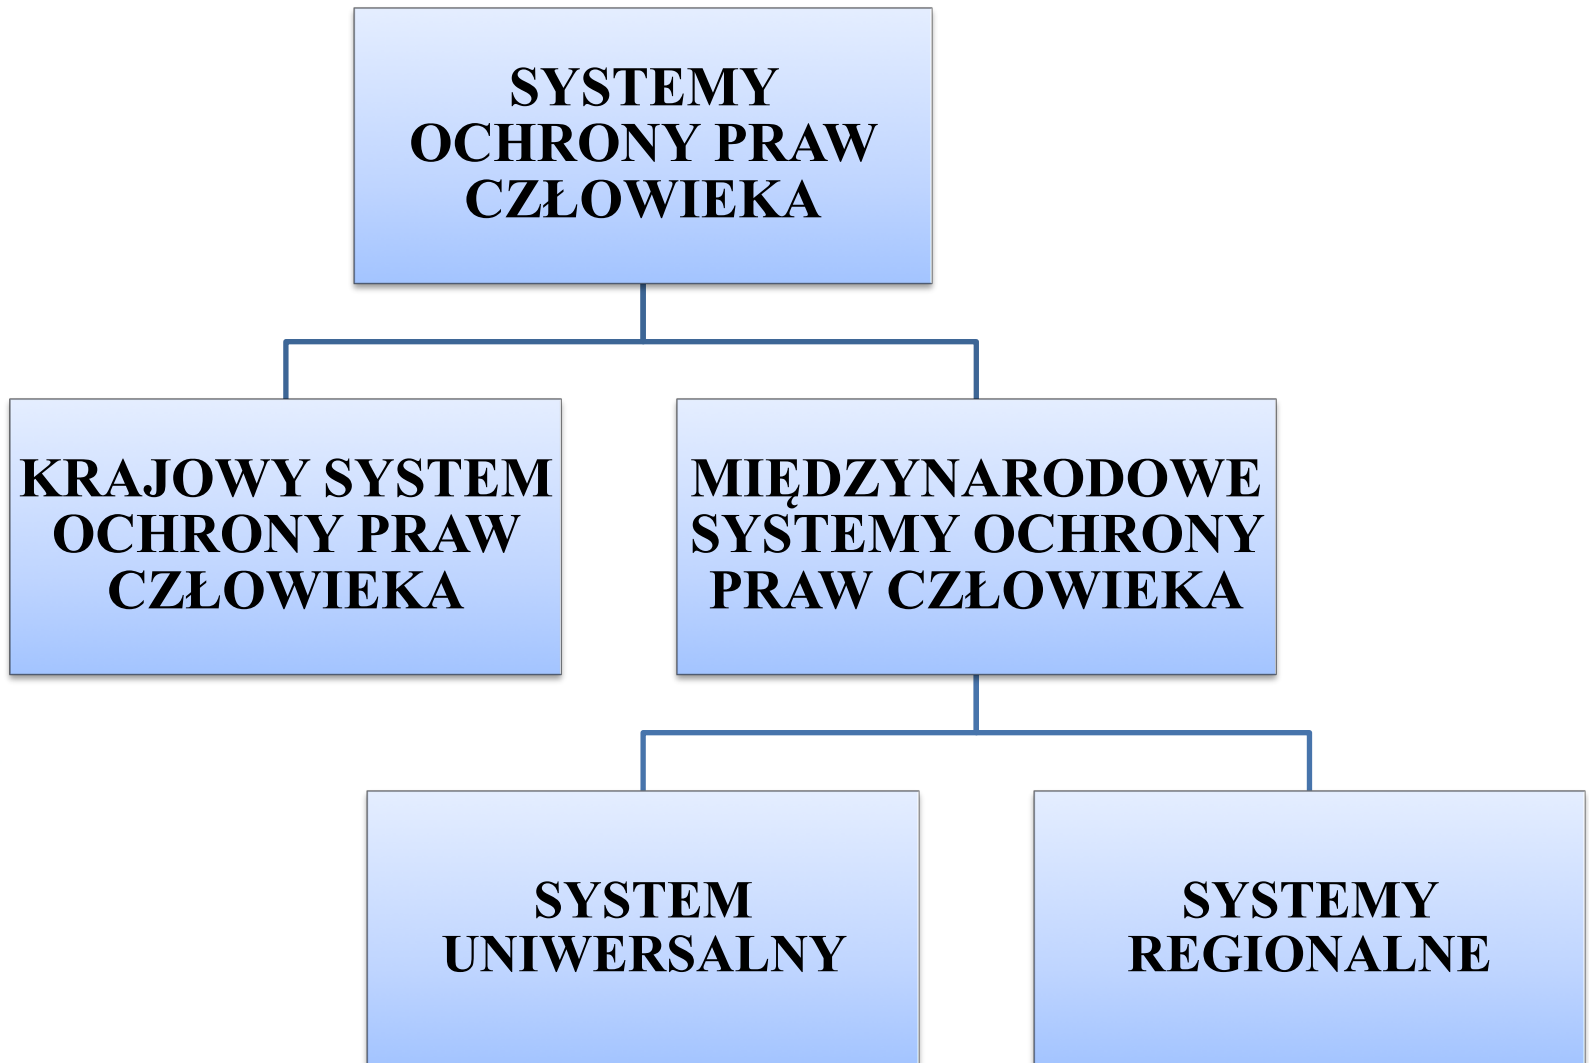 SYSTEMY
OCHRONY PRAW
CZŁOWIEKA
KRAJOWY SYSTEM
OCHRONY PRAW
CZŁOWIEKA
MIĘDZYNARODOWE
SYSTEMY OCHRONY
PRAW CZŁOWIEKA
SYSTEM
UNIWERSALNY
SYSTEMY
REGIONALNE